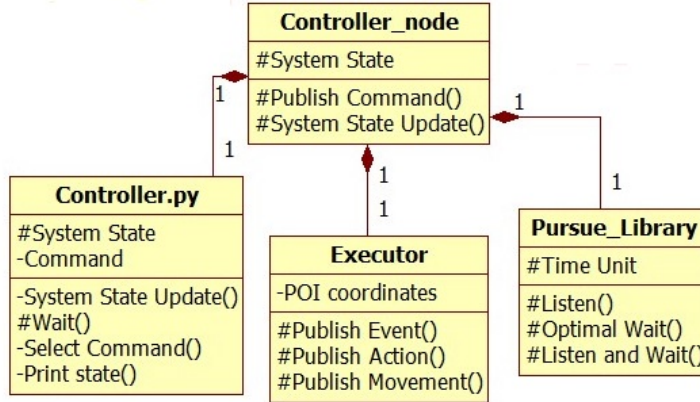 Controller_node
#System State
#Publish Command()
#System State Update()
1
1
1
1
1
1
Controller.py
#System State
-Command
-System State Update()
#Wait()
-Select Command()
-Print state()
Executor
-POI coordinates
#Publish Event()
#Publish Action()
#Publish Movement()
Pursue_Library
#Time Unit
#Listen()
#Optimal Wait()
#Listen and Wait()